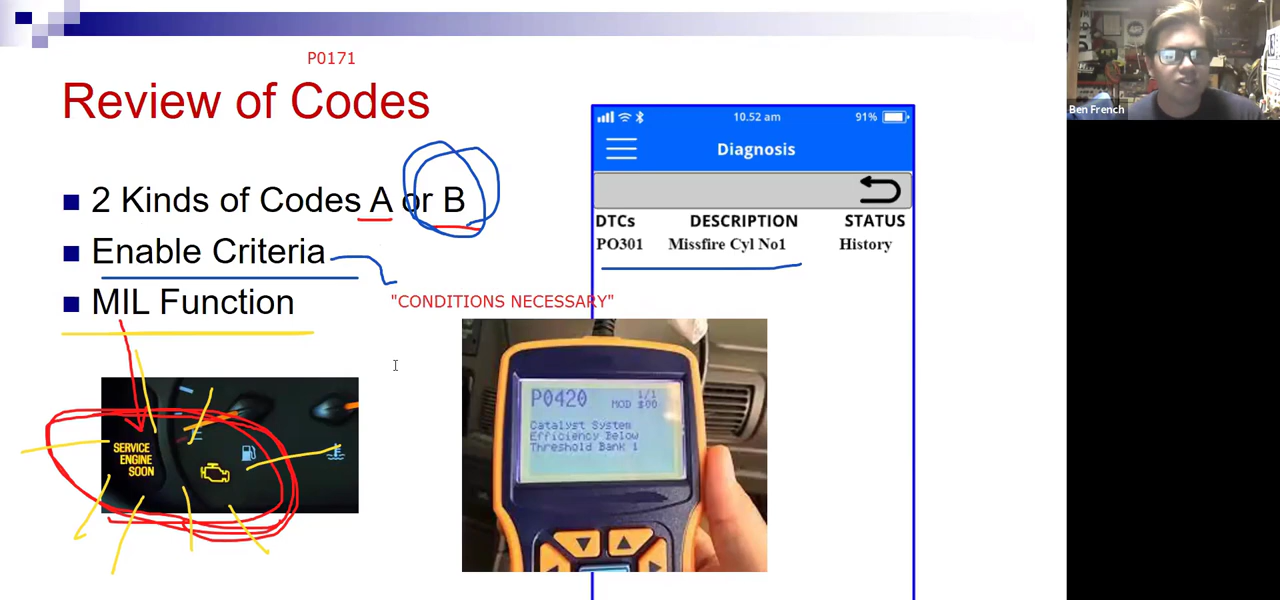 P0171
Review of Codes
2 Kinds of Codes A or B
Enable Criteria
MIL Function
"CONDITIONS NECESSARY"
SERVICE
ENGINE
SOON
10.52 am
91%
Diagnosis
DTCs DESCRIPTION STATUS
PO301 Missfire Cyl No1 History
P0420 1/1
MOD $00
Catalyst System
Efficiency Below
Threshold Bank 1
Ben French